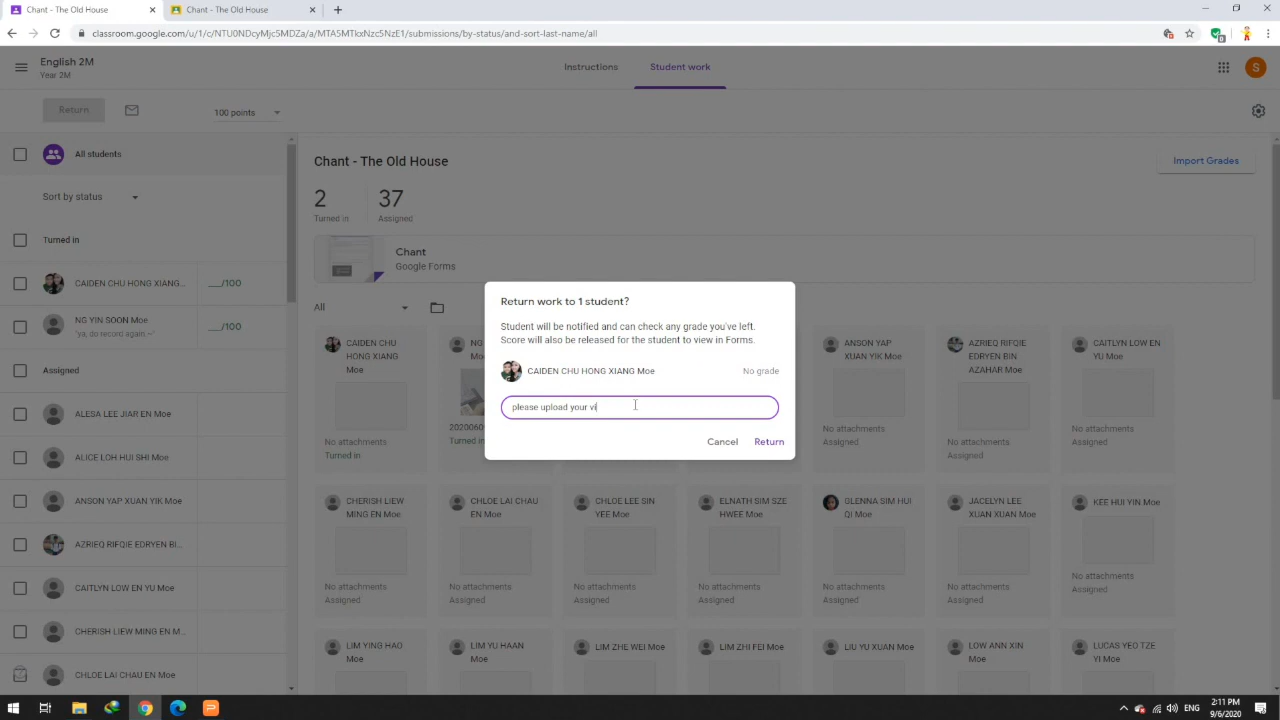 Chant - The Old House
Chant - The Old House
classroom.google.com/u/1/c/NTU0NDcyMjc5MDZa/a/MTA5MTkxNzc5NzE1/submissions/by-status/and-sort-last-name/all
English 2M
Year 2M
Instructions
Student work
S
Return
100 points
All students
Sort by status
Turned in
CAIDEN CHU HONG XIANG...
___/100
NG YIN SOON Moe
'ya, do record again.~'
___/100
Assigned
ALESA LEE JIAR EN Moe
ALICE LOH HUI SHI Moe
ANSON YAP XUAN YIK Moe
AZRIEQ RIFQIE EDRYEN BI...
CAITLYN LOW EN YU Moe
CHERISH LIEW MING EN M...
CHLOE LAI CHAU EN Moe
Chant - The Old House
Import Grades
2
Turned in
37
Assigned
Chant
Google Forms
All
CAIDEN CHU
HONG XIANG
Moe
No attachments
Turned in
NG
2020060
Turned in
ANSON YAP
XUAN YIK Moe
No attachments
Assigned
AZRIEQ RIFQIE
EDRYEN BIN
AZAHAR Moe
No attachments
Assigned
CAITLYN LOW EN
YU Moe
No attachments
Assigned
Return work to 1 student?
Student will be notified and can check any grade you've left.
Score will also be released for the student to view in Forms.
CAIDEN CHU HONG XIANG Moe
No grade
please upload your vi
Cancel
Return
CHERISH LIEW
MING EN Moe
No attachments
Assigned
CHLOE LAI CHAU
EN Moe
No attachments
Assigned
CHLOE LEE SIN
YEE Moe
No attachments
Assigned
ELNATH SIM SZE
HWEE Moe
No attachments
Assigned
GLENNA SIM HUI
QI Moe
No attachments
Assigned
JACELYN LEE
XUAN XUAN Moe
No attachments
Assigned
KEE HUI YIN Moe
No attachments
Assigned
LIM YING HAO
Moe
LIM YU HAAN
Moe
LIM ZHE WEI Moe
LIM ZHI FEI Moe
LIU YU XUAN Moe
LOW ANN XIN
Moe
LUCAS YEO TZE
YI Moe
ENG
2:11 PM
9/6/2020